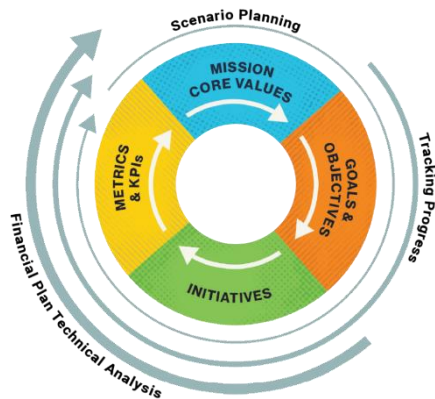 Scenario Planning
MISSION
CORE VALUES
GOALS &
OBJECTIVES
Tracking Progress
INITIATIVES
METRICS
& KPIs
Financial Plan Technical Analysis